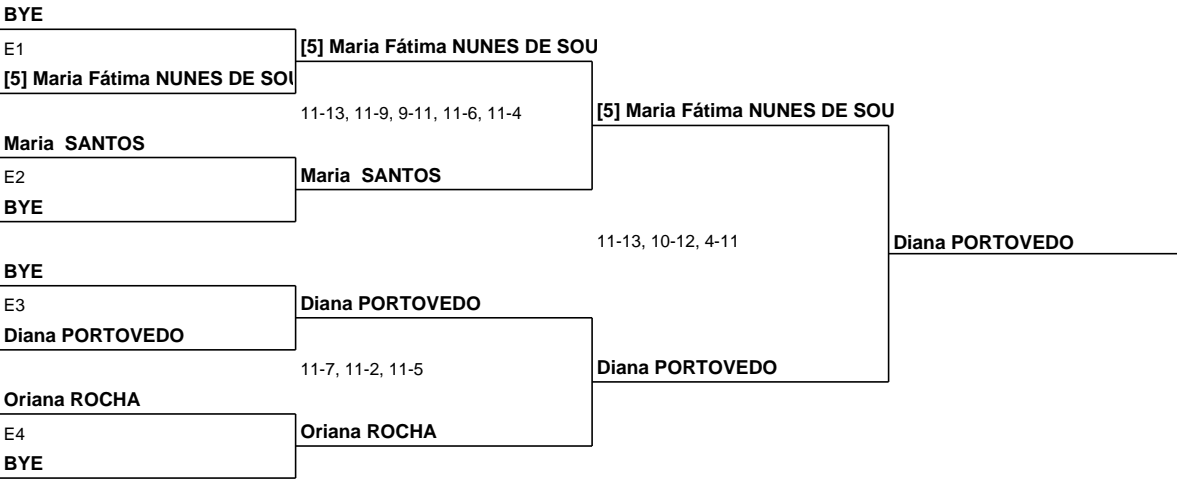 BYE
E1
[5] Maria Fátima NUNES DE SOU
[5] Maria Fátima NUNES DE SOU
11-13, 11-9, 9-11, 11-6, 11-4
[5] Maria Fátima NUNES DE SOU
Maria SANTOS
E2
Maria SANTOS
BYE
11-13, 10-12, 4-11
Diana PORTOVEDO
BYE
E3
Diana PORTOVEDO
Diana PORTOVEDO
11-7, 11-2, 11-5
Diana PORTOVEDO
Oriana ROCHA
E4
Oriana ROCHA
BYE